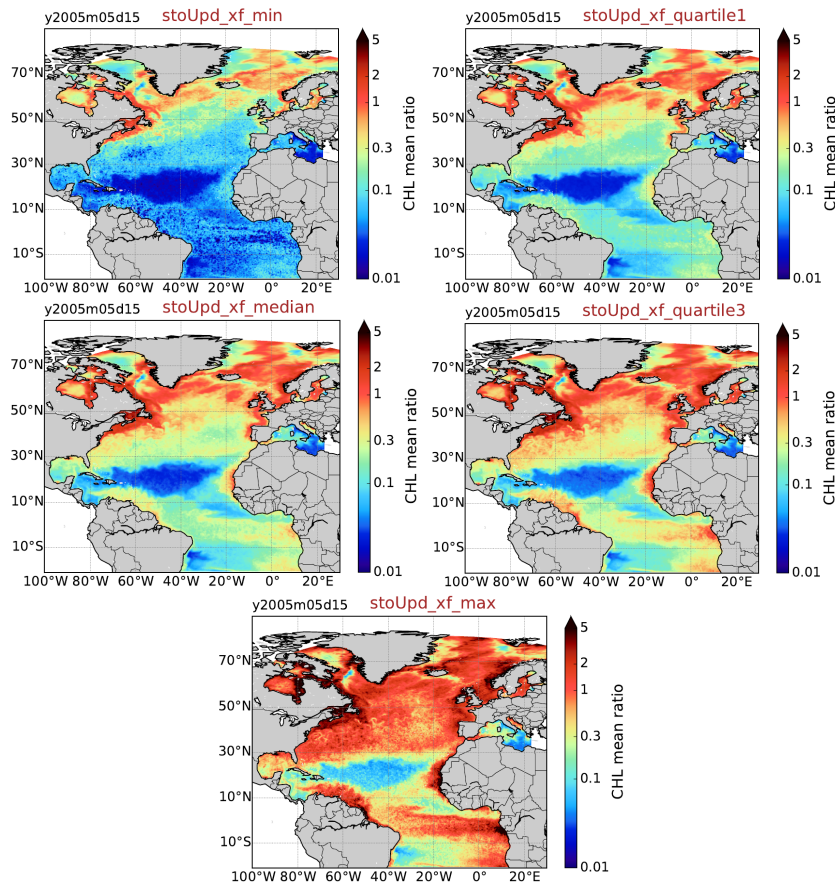 y2005m05d15 stoUpd_xf_min
70°N
50°N
30°N
10°N
10°S
100°W 80°W 60°W 40°W 20°W 0°E 20°E
5
2
1
0.3
0.1
0.01
CHL mean ratio
y2005m05d15 stoUpd_xf_quartile1
70°N
50°N
30°N
10°N
10°S
100°W 80°W 60°W 40°W 20°W 0° 20°E
5
2
1
0.3
0.1
0.01
CHL mean ratio
y2005m05d15 stoUpd_xf_median
70°N
50°N
30°N
10°N
10°S
100°W 80°W 60°W 40°W 20°W 0°E 20°E
5
2
1
0.3
0.1
0.01
CHL mean ratio
y2005m05d15 stoUpd_xf_quartile3
70°N
50°N
30°N
10°N
10°S
100°W 80°W 60°W 40°W 20°W 0° 20°E
5
2
1
0.3
0.1
0.01
CHL mean ratio
y2005m05d15 stoUpd_xf_max
70°N
50°N
30°N
10°N
10°S
100°W 80°W 60°W 40°W 20°W 0°E 20°E
5
2
1
0.3
0.1
0.01
CHL mean ratio